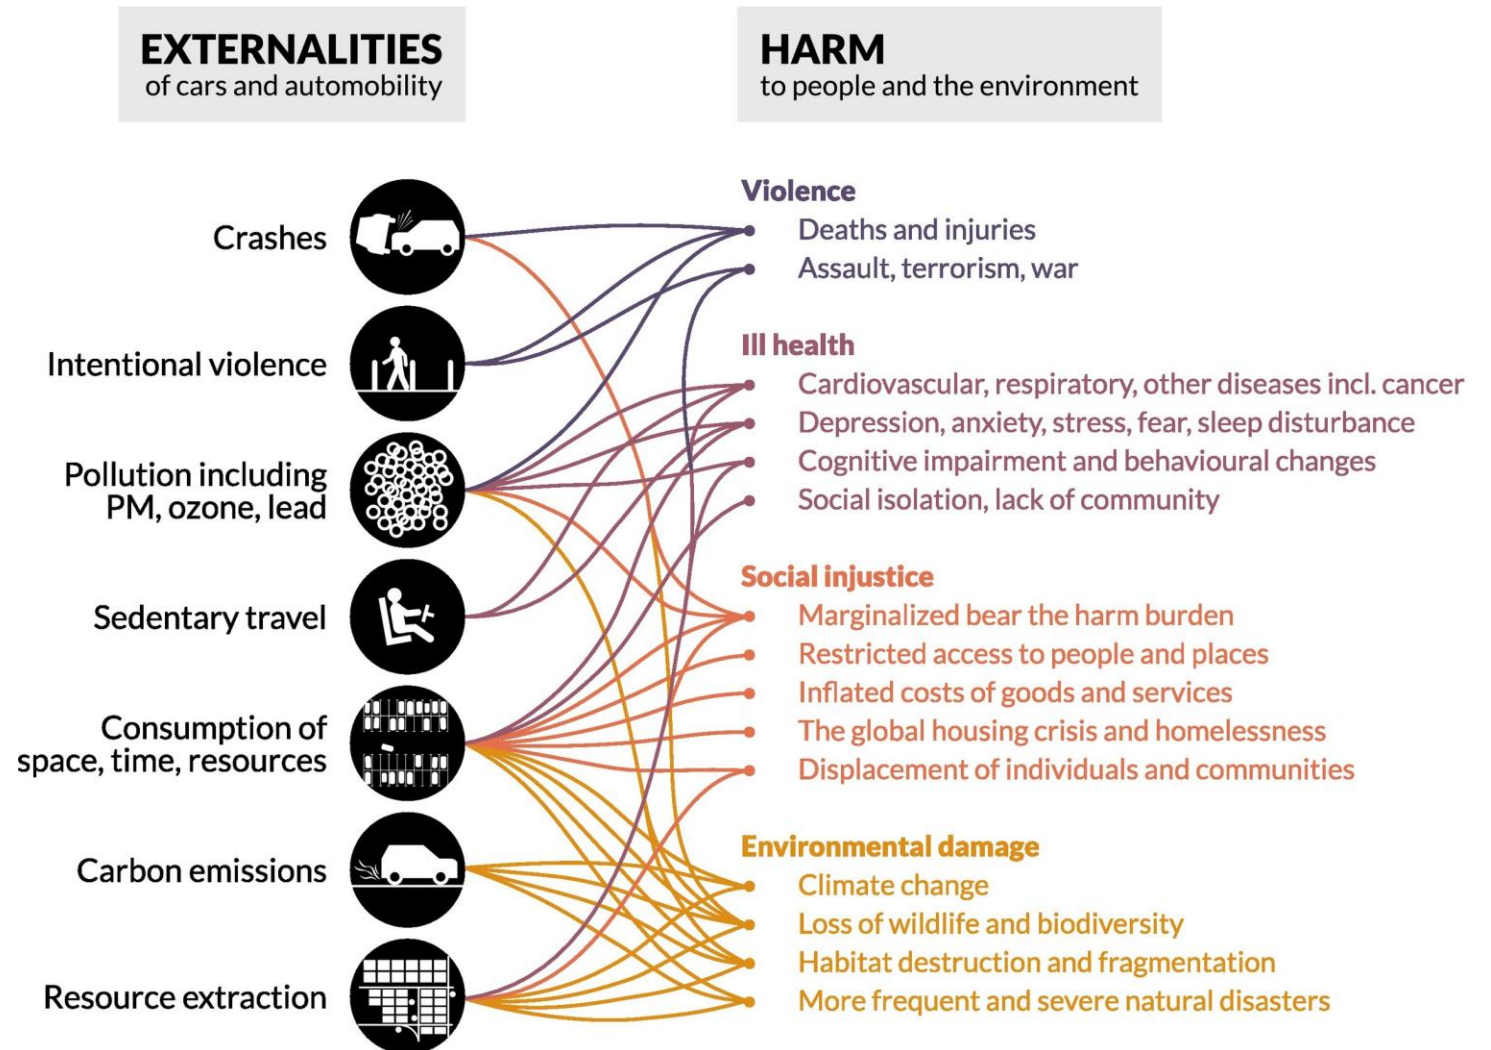 EXTERNALITIES
of cars and automobility
HARM
to people and the environment
Crashes
Intentional violence
Pollution including
PM, ozone, lead
Sedentary travel
Consumption of
space, time, resources
Carbon emissions
Resource extraction
Violence
Deaths and injuries
Assault, terrorism, war
Ill health
Cardiovascular, respiratory, other diseases incl. cancer
Depression, anxiety, stress, fear, sleep disturbance
Cognitive impairment and behavioural changes
Social isolation, lack of community
Social injustice
Marginalized bear the harm burden
Restricted access to people and places
Inflated costs of goods and services
The global housing crisis and homelessness
Displacement of individuals and communities
Environmental damage
Climate change
Loss of wildlife and biodiversity
Habitat destruction and fragmentation
More frequent and severe natural disasters